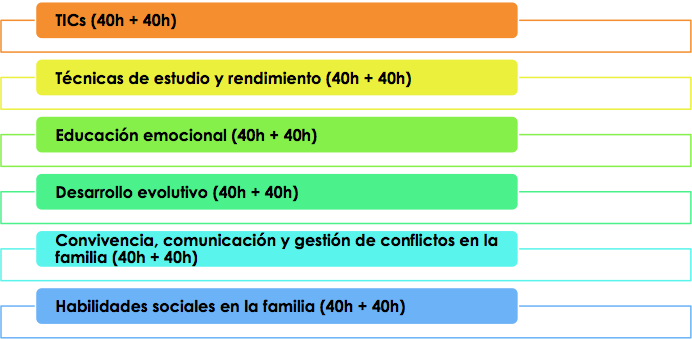 TICs (40h + 40h)
Técnicas de estudio y rendimiento (40h + 40h)
Educación emocional (40h + 40h)
Desarrollo evolutivo (40h + 40h)
Convivencia, comunicación y gestión de conflictos en la
familia (40h + 40h)
Habilidades sociales en la familia (40h + 40h)